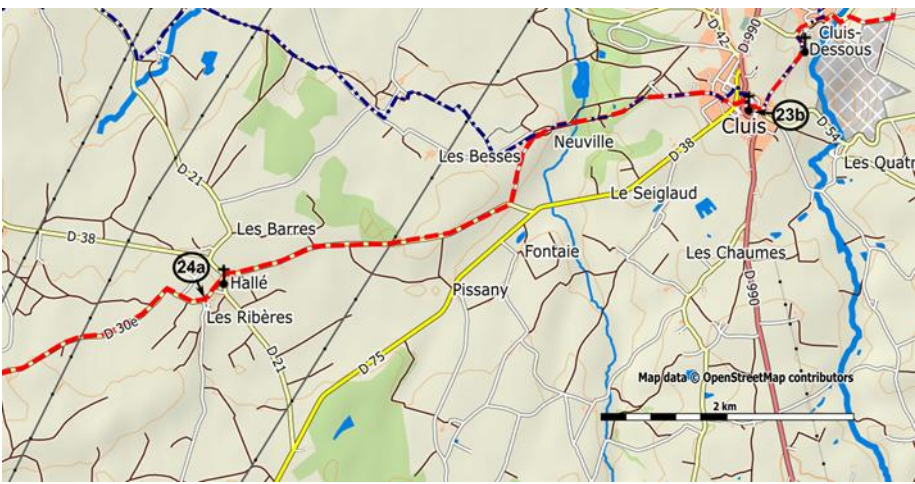 D-42
D-990
Cluis-
Dessous
Cluis
23b
D-54
Neuville
Les Besses
D-38
Les Quatr
D-21
Le Seiglaud
Les Barres
D-38
Fontaie
Les Chaumes
24a
Hallé
Pissany
D-990
Les Ribères
D-30e
D-21
D-75
Map data © OpenStreetMap contributors
2 km